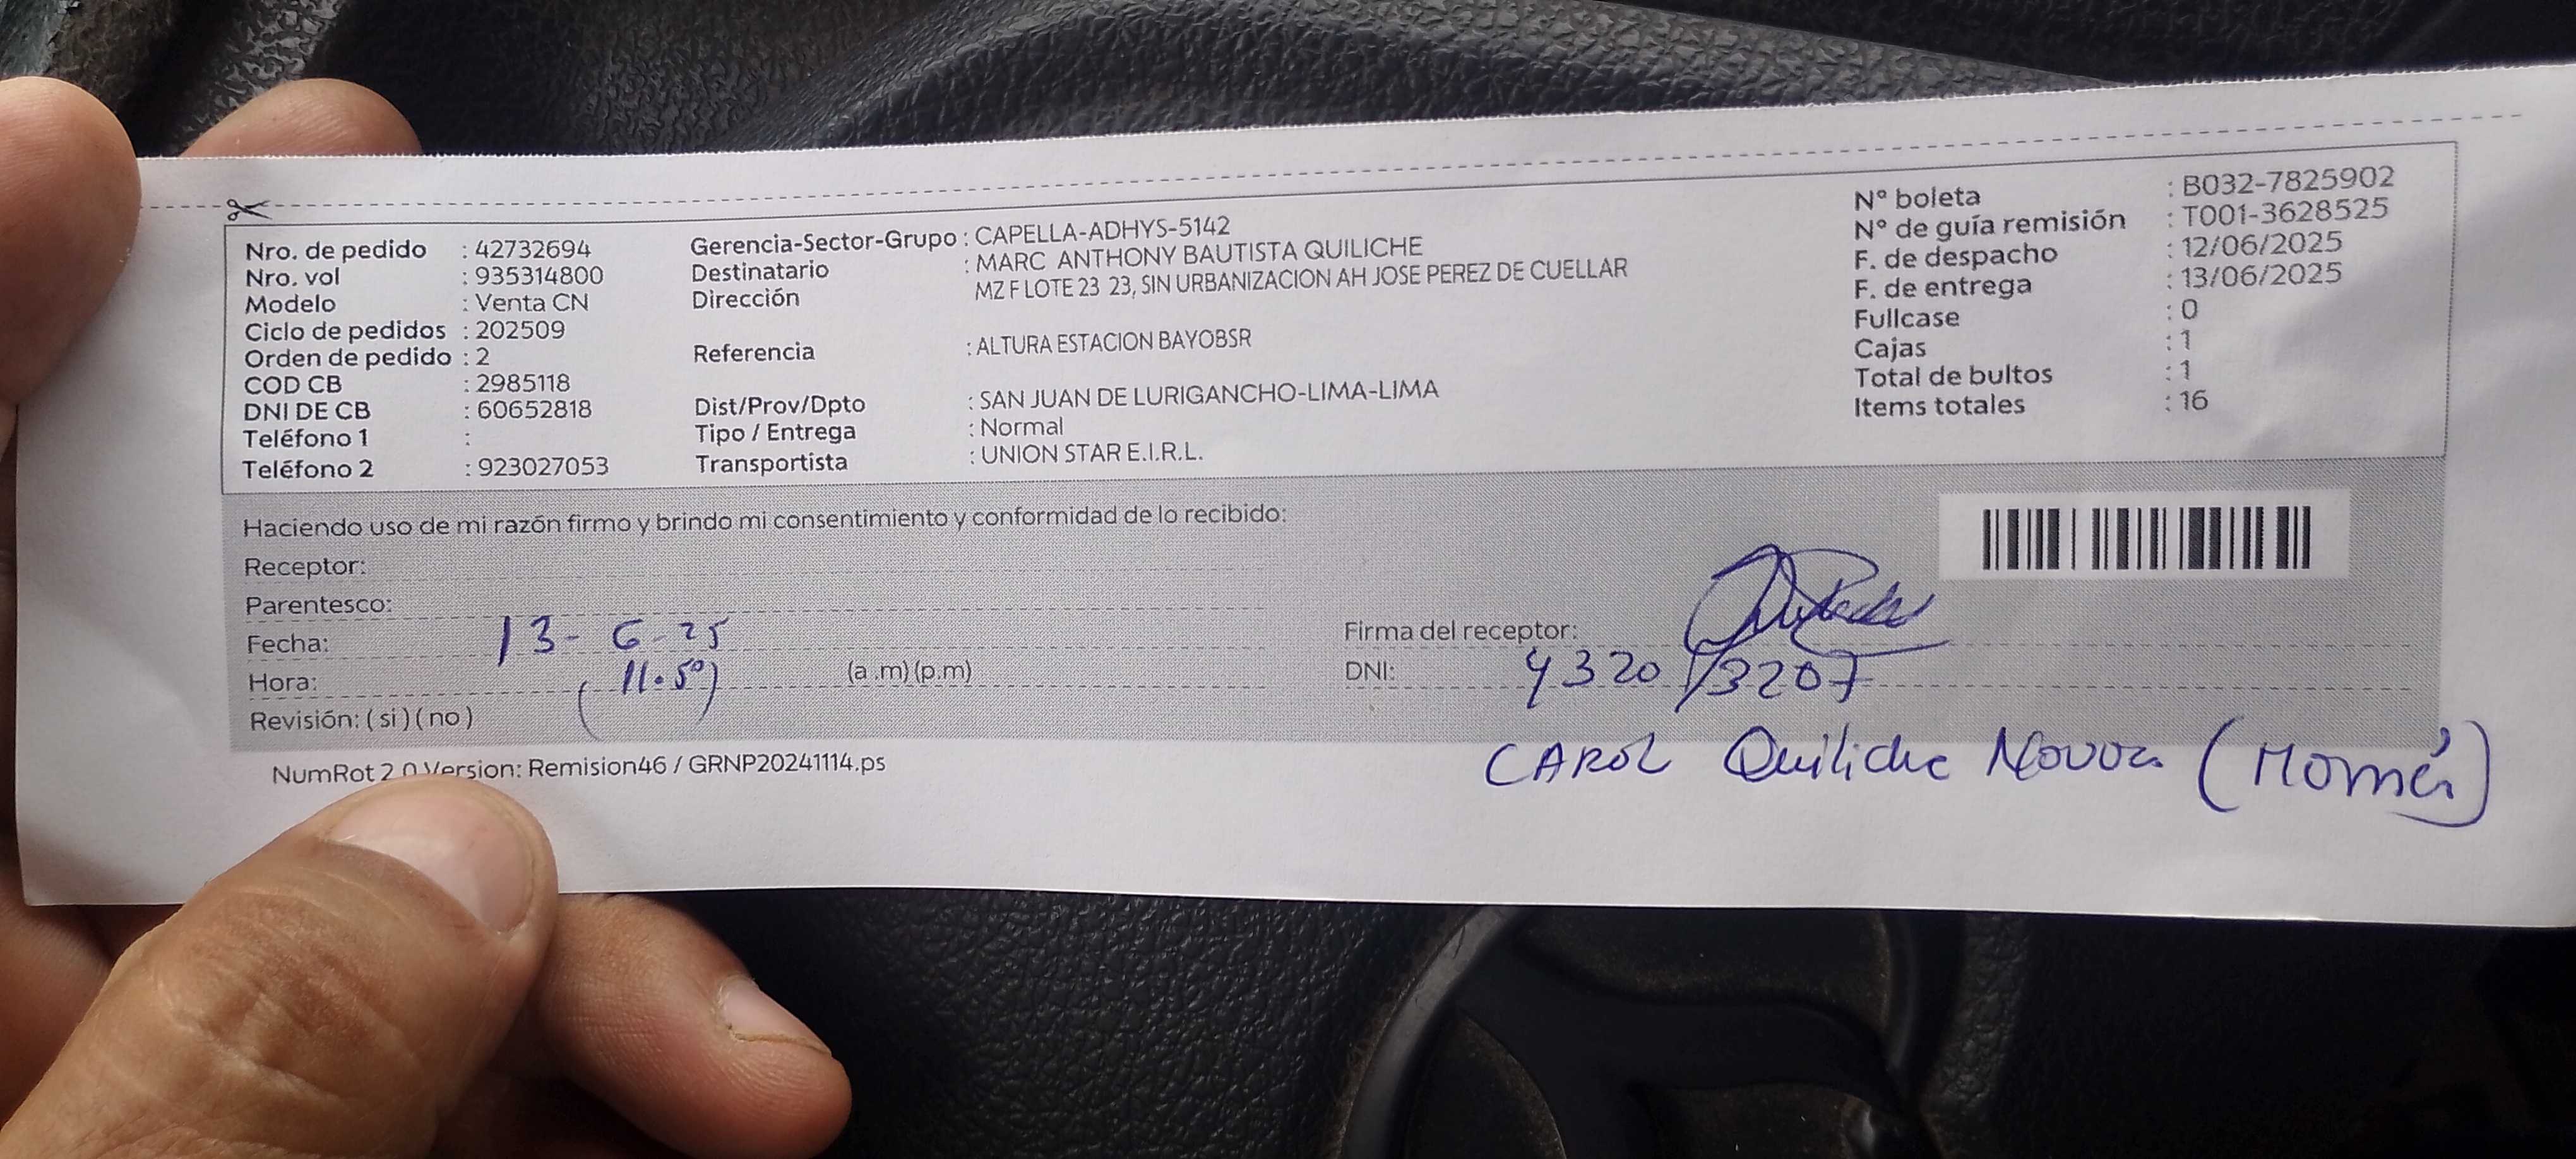 Nro. de pedido : 42732694
Nro. vol : 935314800
Modelo : Venta CN
Ciclo de pedidos : 202509
Orden de pedido : 2
COD CB : 2985118
DNI DE CB : 60652818
Teléfono 1 :
Teléfono 2 : 923027053
Gerencia-Sector-Grupo : CAPELLA-ADHYS-5142
Destinatario : MARC ANTHONY BAUTISTA QUILICHE
Dirección MZ F LOTE 23 23, SIN URBANIZACION AH JOSE PEREZ DE CUELLAR
Referencia : ALTURA ESTACION BAYOBSR
Dist/Prov/Dpto : SAN JUAN DE LURIGANCHO-LIMA-LIMA
Tipo / Entrega : Normal
Transportista : UNION STAR E.I.R.L.
Nº boleta : B032-7825902
Nº de guía remisión : T001-3628525
F. de despacho : 12/06/2025
F. de entrega : 13/06/2025
Fullcase : 0
Cajas : 1
Total de bultos : 1
Items totales : 16
Haciendo uso de mi razón firmo y brindo mi consentimiento y conformidad de lo recibido:
Receptor:
Parentesco:
Fecha: 13-6-25
Hora: (11.50) (a .m) (p.m)
Revisión: ( si ) ( no )
Firma del receptor:
DNI: 43203207
CAROL Quiliche (Mamá)
NumRot 2.0 Version: Remision46 / GRNP20241114.ps